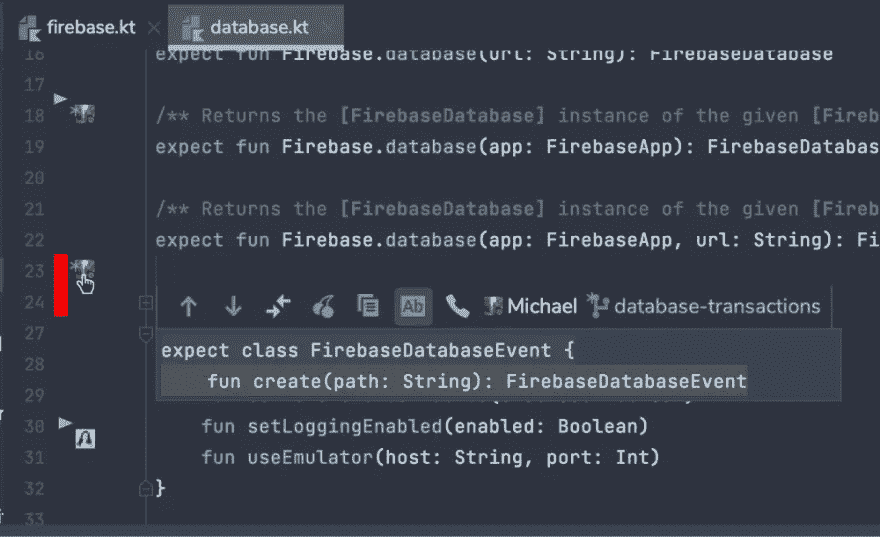 firebase.kt database.kt
16 expect fun Firebase.database(url: String): FirebaseDatabase
17
18 /** Returns the [FirebaseDatabase] instance of the given [Fireb
19 expect fun Firebase.database(app: FirebaseApp): FirebaseDatabas
20
21 /** Returns the [FirebaseDatabase] instance of the given [Fireb
22 expect fun Firebase.database(app: FirebaseApp, url: String): Fi
23
24 Ab Michael database-transactions
27 expect class FirebaseDatabaseEvent {
28 fun create(path: String): FirebaseDatabaseEvent
29
30 fun setLoggingEnabled(enabled: Boolean)
31 fun useEmulator(host: String, port: Int)
32 }
33